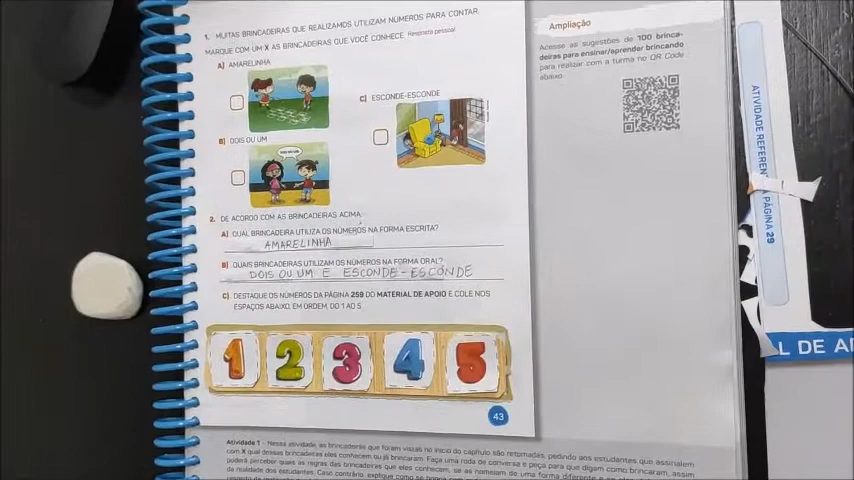 1. MUITAS BRINCADEIRAS QUE REALIZAMOS UTILIZAM NÚMEROS PARA CONTAR.
MARQUE COM UM X AS BRINCADEIRAS QUE VOCÊ CONHECE. Resposta pessoal.
A) AMARELINHA
C) ESCONDE-ESCONDE
B) DOIS OU UM
DOIS OU UM!
2. DE ACORDO COM AS BRINCADEIRAS ACIMA,
A) QUAL BRINCADEIRA UTILIZA OS NÚMEROS NA FORMA ESCRITA?
AMARELINHA
B) QUAIS BRINCADEIRAS UTILIZAM OS NÚMEROS NA FORMA ORAL?
DOIS OU UM E ESCONDE-ESCONDE
C) DESTAQUE OS NÚMEROS DA PÁGINA 259 DO MATERIAL DE APOIO E COLE NOS
ESPAÇOS ABAIXO, EM ORDEM, DO 1 AO 5.
1 2 3 4 5
43
Ampliação
Acesse as sugestões de 100 brinca-
deiras para ensinar/aprender brincando
para realizar com a turma no QR Code
abaixo.
Atividade 1 – Nessa atividade, as brincadeiras que foram vistas no início do capítulo são retomadas, pedindo aos estudantes que assinalem
com X qual dessas brincadeiras eles conhecem ou já brincaram. Faça uma roda de conversa e peça para que digam como brincaram, assim
poderá perceber quais as regras das brincadeiras que eles conhecem, se as nomeiam de uma forma diferente
da realidade dos estudantes. Caso contrário, explique como
ATIVIDADE REFEREN
PÁGINA 29
L DE A